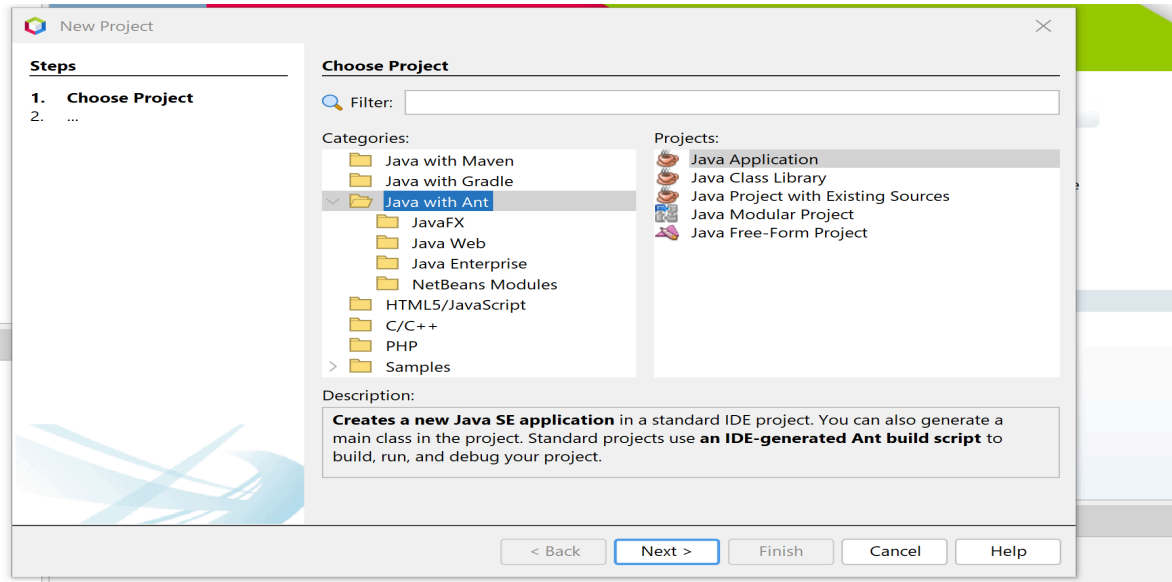 New Project
Steps
1. Choose Project
2. ...
Choose Project
Filter:
Categories:
Java with Maven
Java with Gradle
Java with Ant
JavaFX
Java Web
Java Enterprise
NetBeans Modules
HTML5/JavaScript
C/C++
PHP
Samples
Projects:
Java Application
Java Class Library
Java Project with Existing Sources
Java Modular Project
Java Free-Form Project
Description:
Creates a new Java SE application in a standard IDE project. You can also generate a
main class in the project. Standard projects use an IDE-generated Ant build script to
build, run, and debug your project.
< Back
Next >
Finish
Cancel
Help